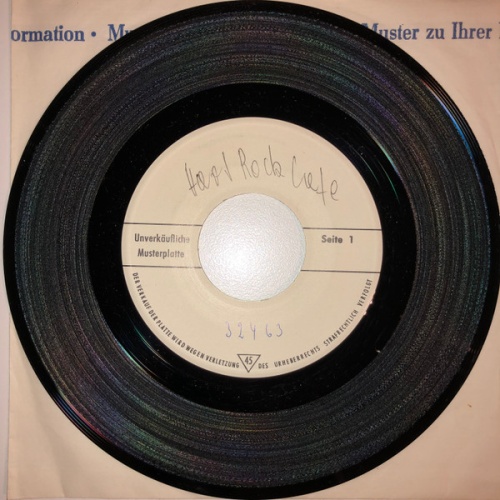 ormation • Mu
Muster zu Ihrer
Hard Rock Cafe
Unverkäufliche
Musterplatte
Seite 1
32463
DER VERKAUF DER PLATTE WIRD WEGEN VERLETZUNG 45 DES URHEBERRECHTS STRAFRECHTLICH VERFOLGT